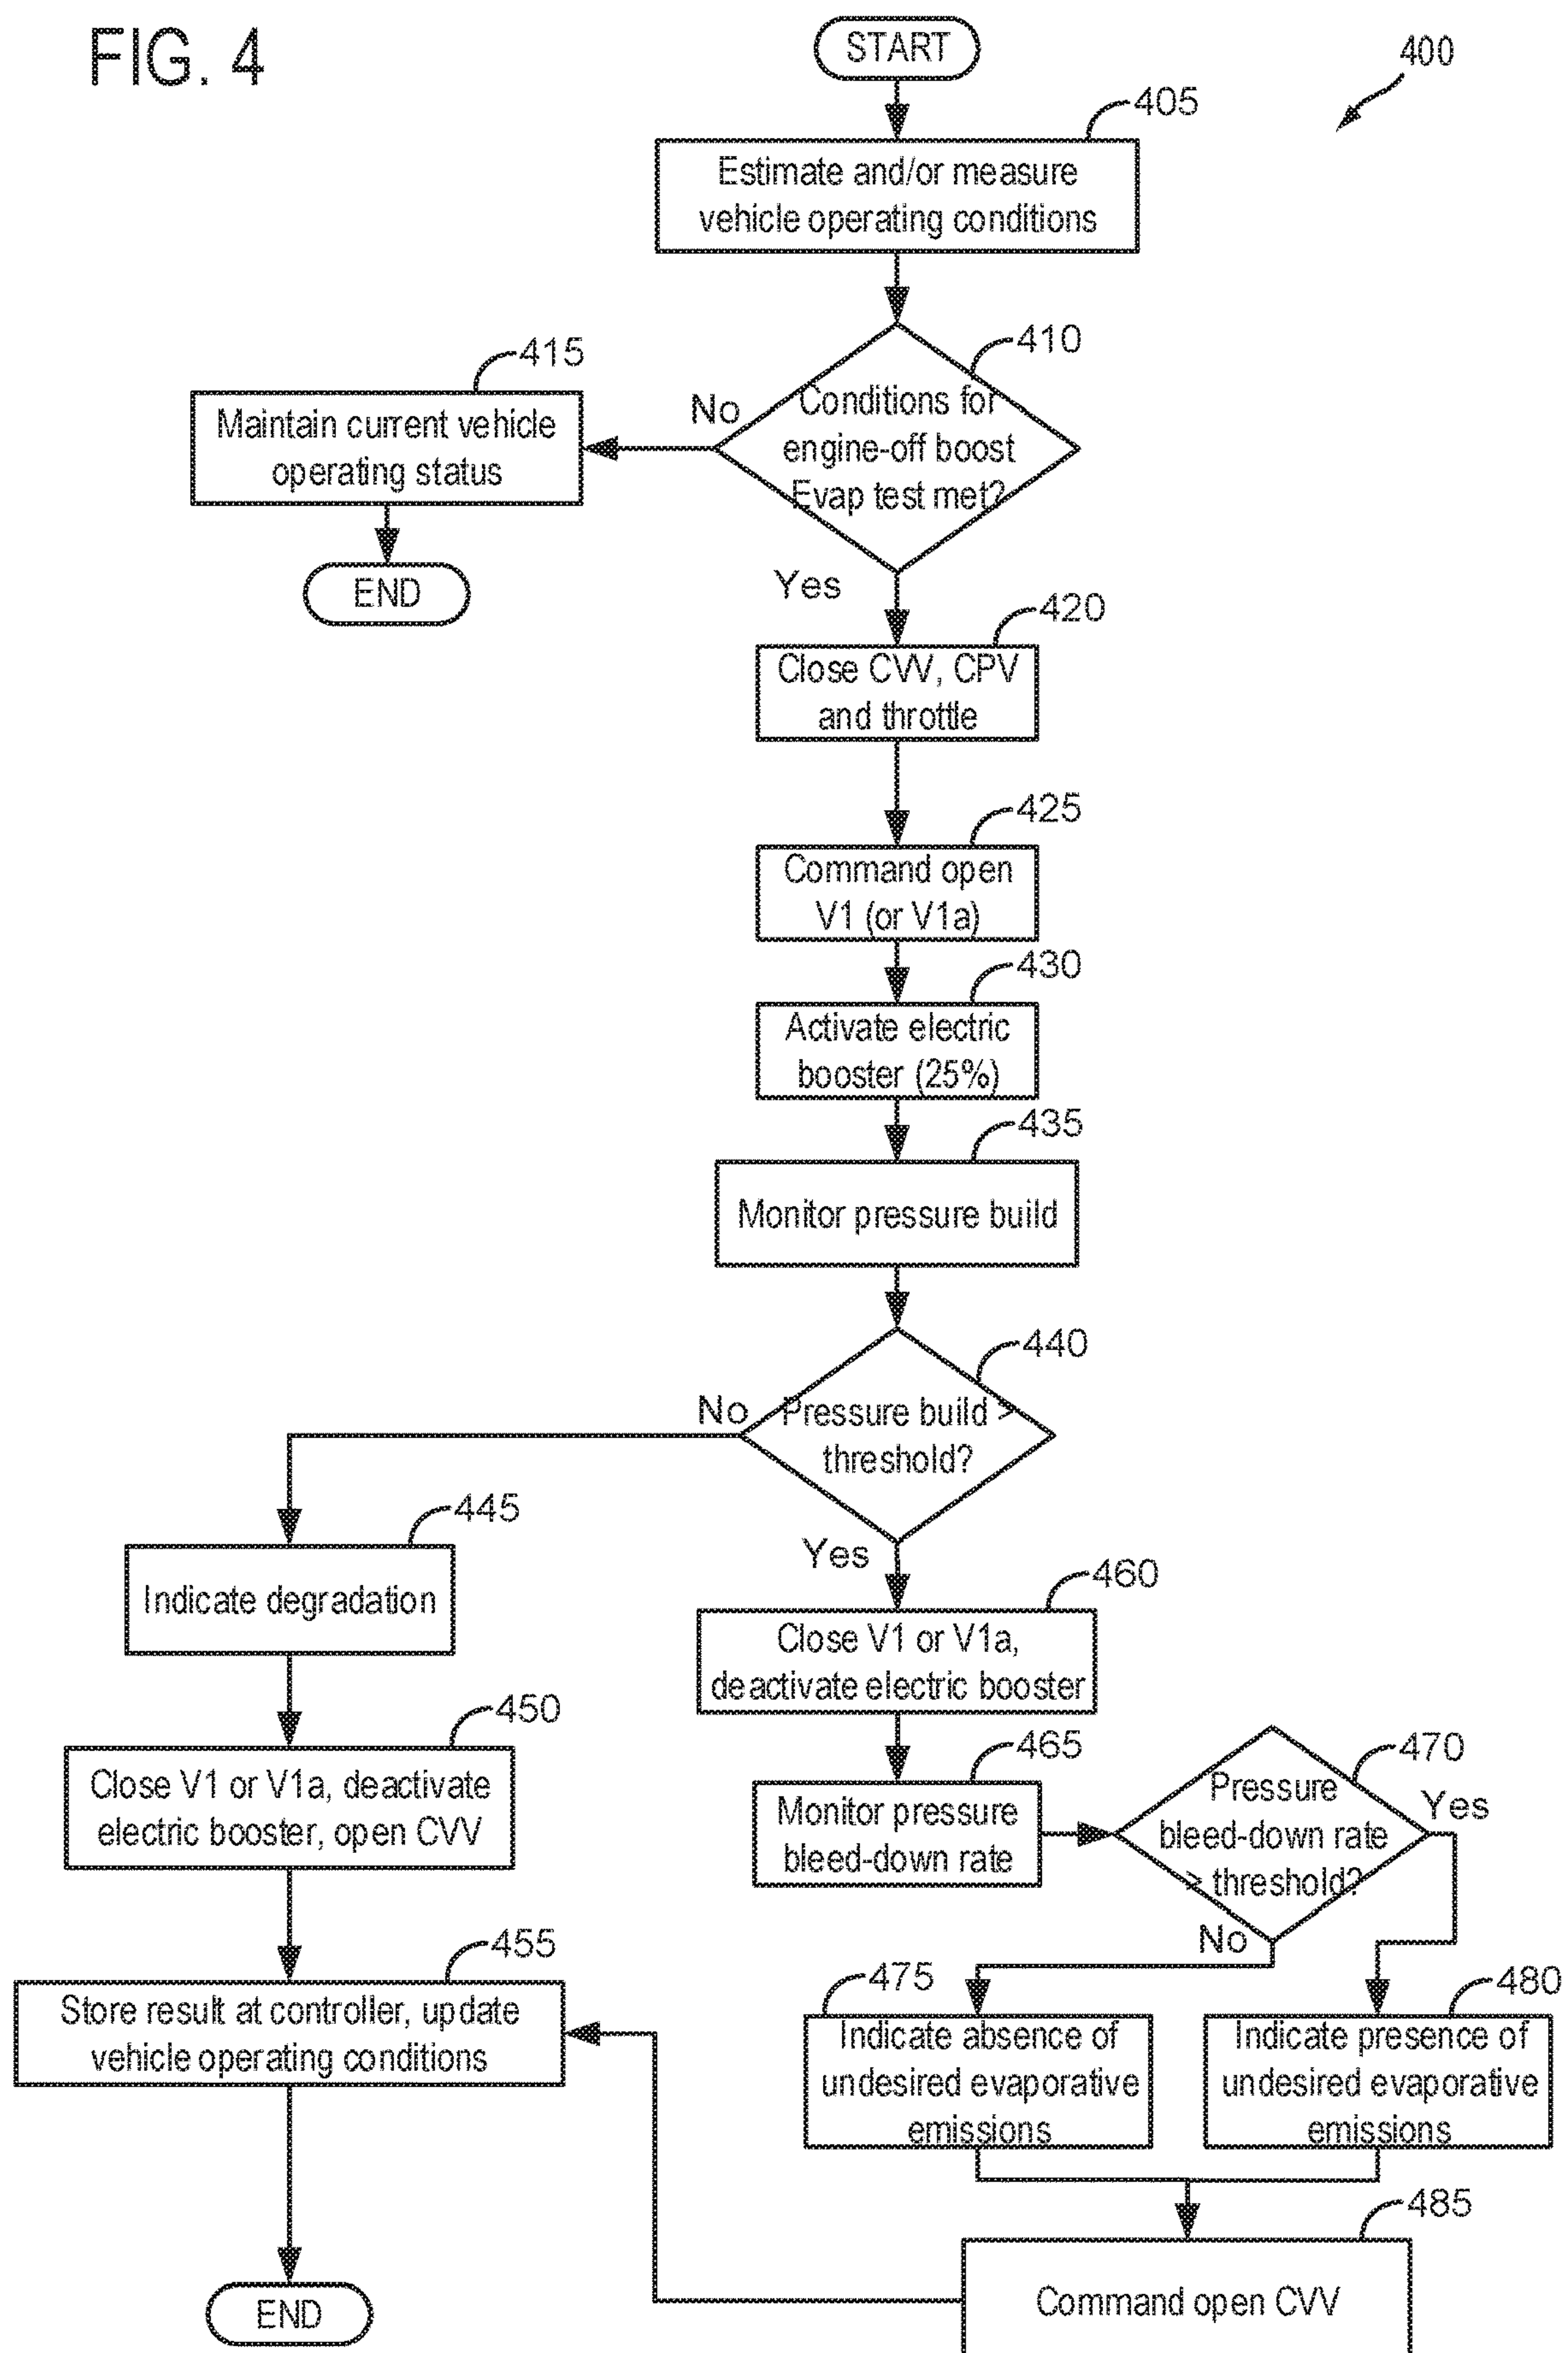 FIG. 4
START
400
405
Estimate and/or measure
vehicle operating conditions
410
Conditions for
engine-off boost
Evap test met?
No
415
Maintain current vehicle
operating status
END
Yes
420
Close CVV, CPV
and throttle
425
Command open
V1 (or V1a)
430
Activate electric
booster (25%)
435
Monitor pressure build
440
Pressure build >
threshold?
No
445
Indicate degradation
Yes
460
Close V1 or V1a,
deactivate electric booster
450
Close V1 or V1a, deactivate
electric booster, open CVV
465
Monitor pressure
bleed-down rate
470
Pressure
bleed-down rate
> threshold?
Yes
No
455
Store result at controller, update
vehicle operating conditions
475
Indicate absence of
undesired evaporative
emissions
480
Indicate presence of
undesired evaporative
emissions
485
Command open CVV
END